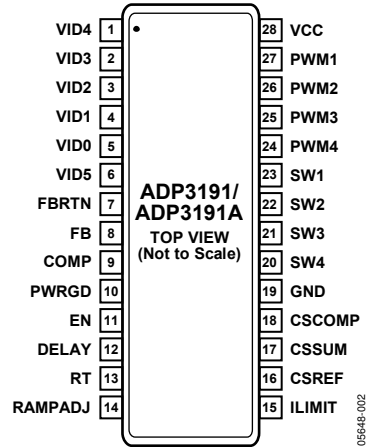 VID4 1
VID3 2
VID2 3
VID1 4
VID0 5
VID5 6
FBRTN 7
FB 8
COMP 9
PWRGD 10
EN 11
DELAY 12
RT 13
RAMPADJ 14
ADP3191/
ADP3191A
TOP VIEW
(Not to Scale)
28 VCC
27 PWM1
26 PWM2
25 PWM3
24 PWM4
23 SW1
22 SW2
21 SW3
20 SW4
19 GND
18 CSCOMP
17 CSSUM
16 CSREF
15 ILIMIT
05648-002